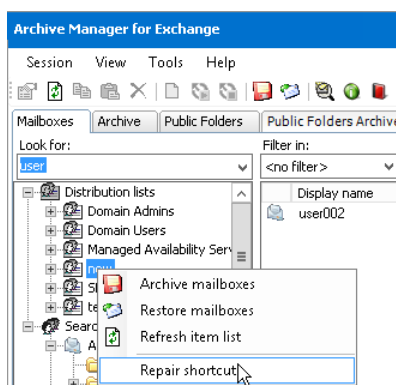 Archive Manager for Exchange
Session View Tools Help
Mailboxes Archive Public Folders Public Folders Archive
Look for: Filter in:
user <no filter>
Distribution lists Display name
Domain Admins user002
Domain Users
Managed Availability Serv
new
Archive mailboxes
Restore mailboxes
Refresh item list
Repair shortcut